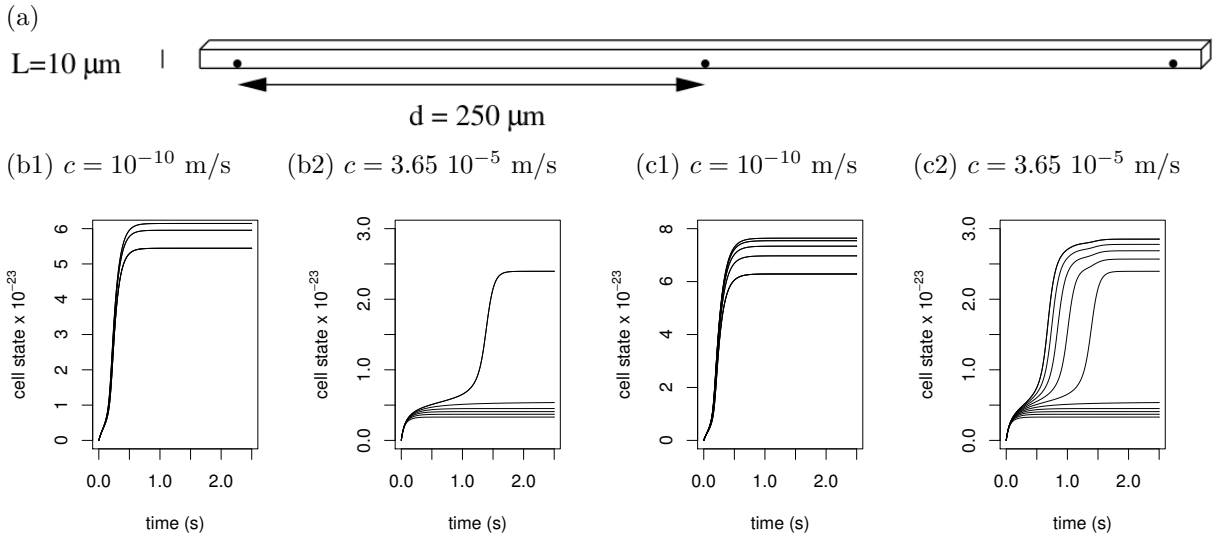 (a)
L=10 μm
d = 250 μm
(b1) c = 10⁻¹⁰ m/s
(b2) c = 3.65 10⁻⁵ m/s
(c1) c = 10⁻¹⁰ m/s
(c2) c = 3.65 10⁻⁵ m/s
cell state x 10⁻²³
0 1 2 3 4 5 6
0.0 1.0 2.0
time (s)
cell state x 10⁻²³
0.0 1.0 2.0 3.0
0.0 1.0 2.0
time (s)
cell state x 10⁻²³
0 2 4 6 8
0.0 1.0 2.0
time (s)
cell state x 10⁻²³
0.0 1.0 2.0 3.0
0.0 1.0 2.0
time (s)